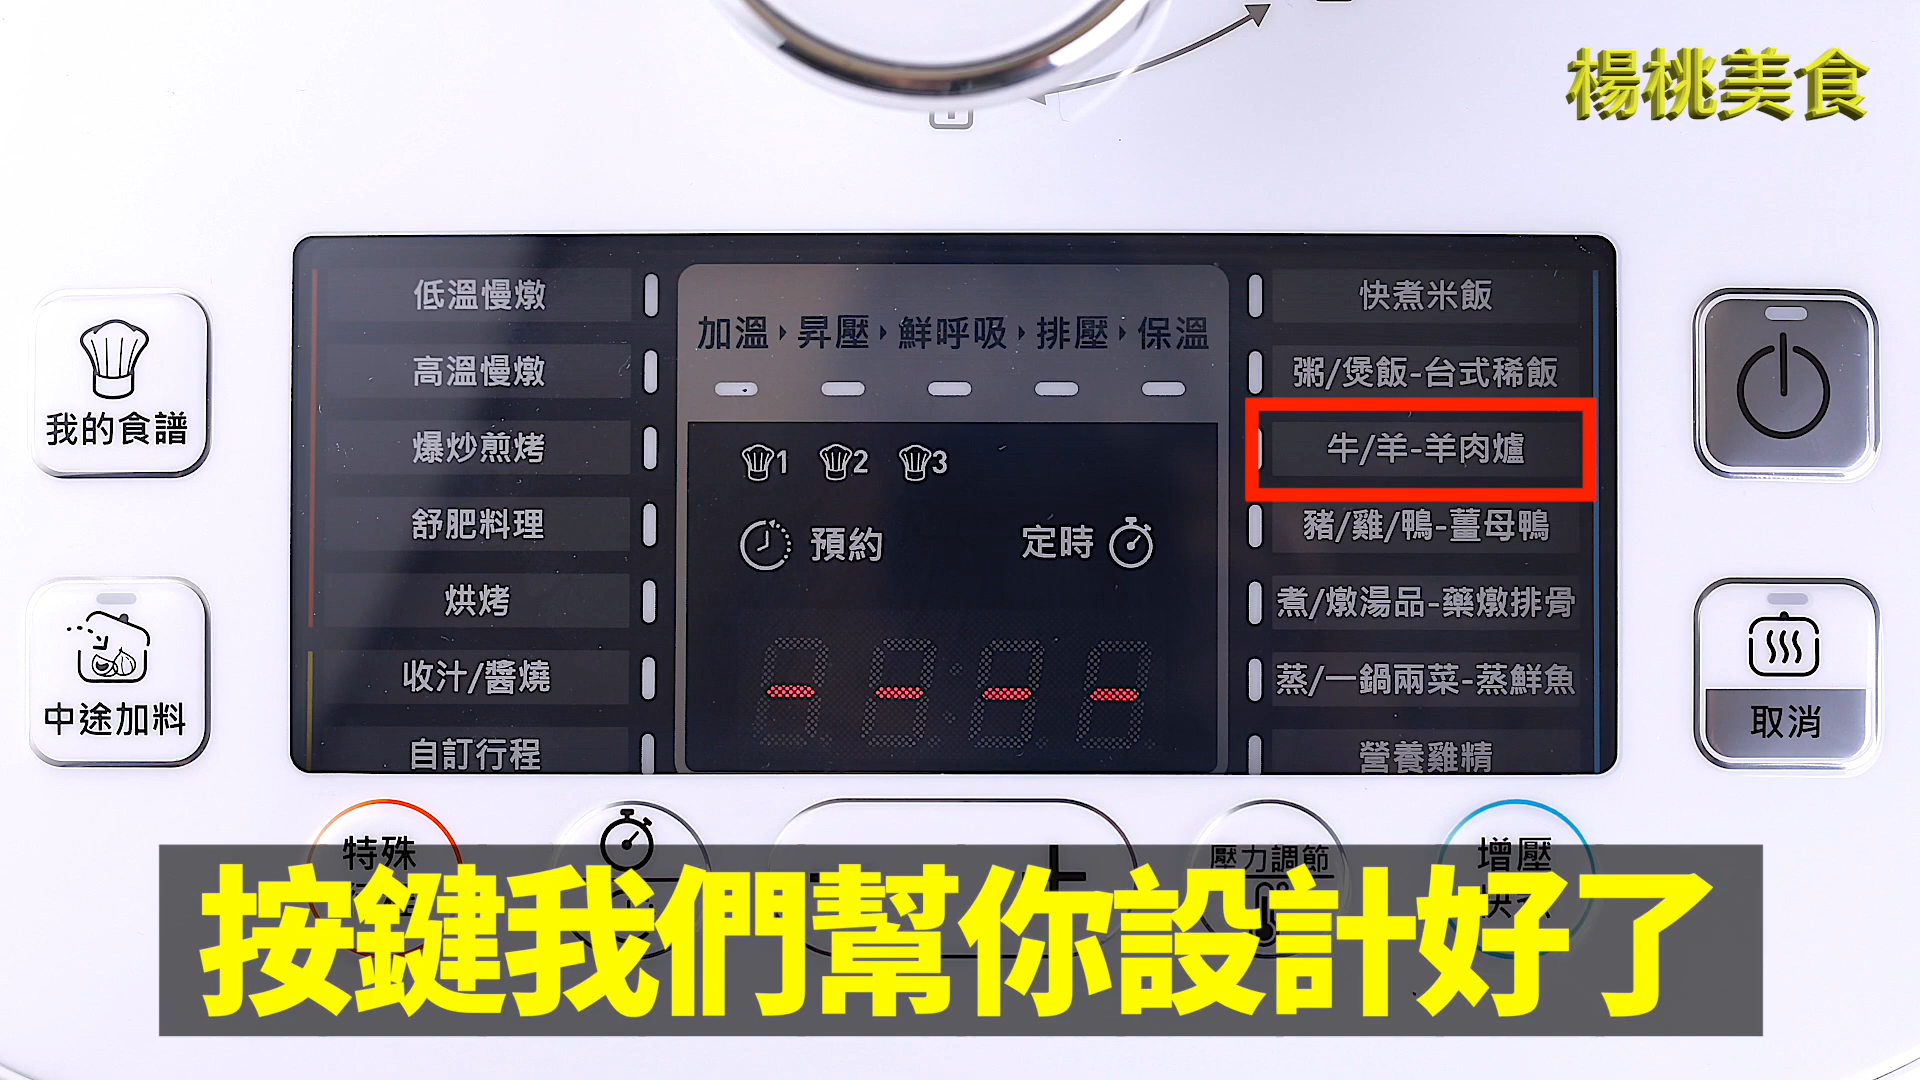 楊桃美食
低溫慢燉
高溫慢燉
爆炒煎烤
舒肥料理
烘烤
收汁/醬燒
自訂行程
加溫 昇壓 鮮呼吸 排壓 保溫
1 2 3
預約 定時
快煮米飯
粥/煲飯-台式稀飯
牛/羊-羊肉爐
豬/雞/鴨-薑母鴨
煮/燉湯品-藥燉排骨
蒸/一鍋兩菜-蒸鮮魚
營養雞精
我的食譜
中途加料
取消
特殊
壓力調節
增壓
按鍵我們幫你設計好了